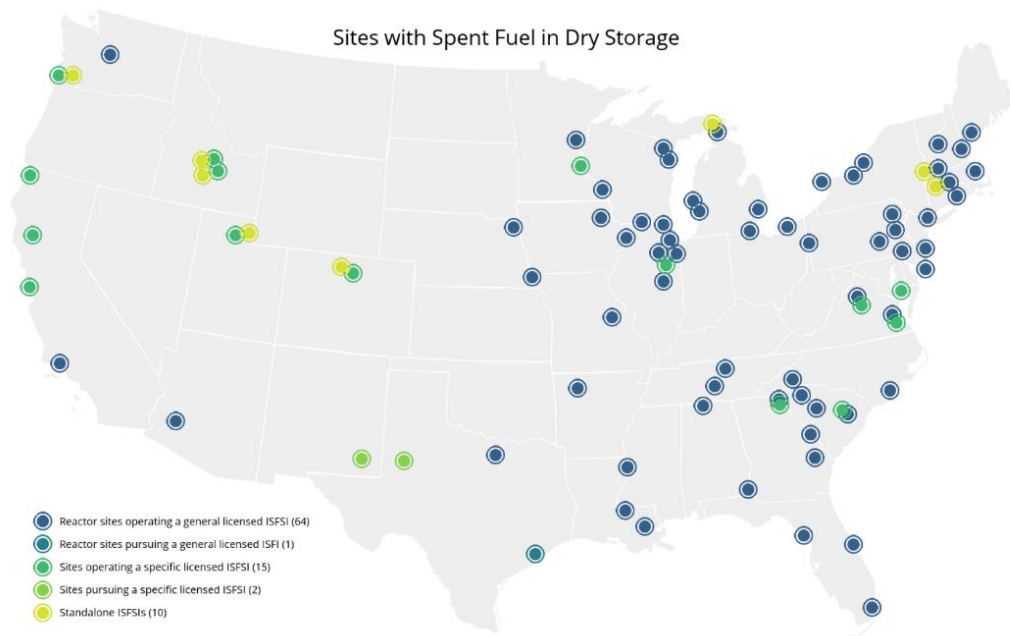 Sites with Spent Fuel in Dry Storage
Reactor sites operating a general licensed ISFSI (64)
Reactor sites pursuing a general licensed ISFI (1)
Sites operating a specific licensed ISFSI (15)
Sites pursuing a specific licensed ISFSI (2)
Standalone ISFSIs (10)